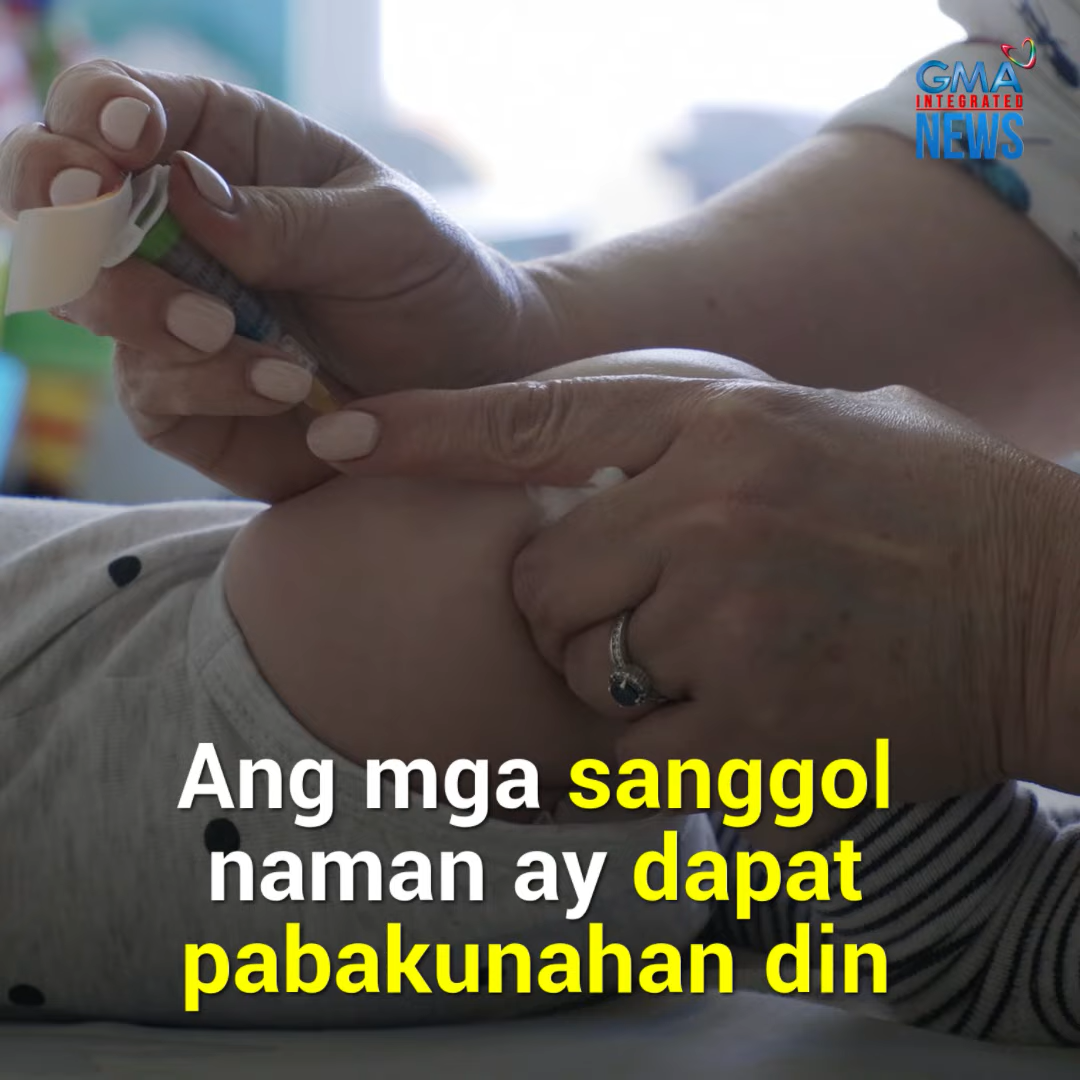 GMA
INTEGRATED
NEWS
Ang mga sanggol
naman ay dapat
pabakunahan din